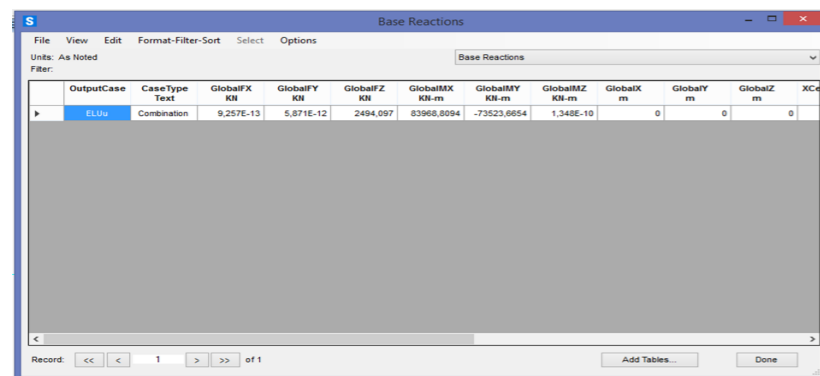 S Base Reactions
File View Edit Format-Filter-Sort Select Options
Units: As Noted Base Reactions
Filter:
OutputCase CaseType GlobalFX GlobalFY GlobalFZ GlobalMX GlobalMY GlobalMZ GlobalX GlobalY GlobalZ XCe
Text KN KN KN KN-m KN-m KN-m m m m
ELUu Combination 9,257E-13 5,871E-12 2494,097 83968,8094 -73523,6654 1,348E-10 0 0 0
Record: << < 1 > >> of 1 Add Tables... Done